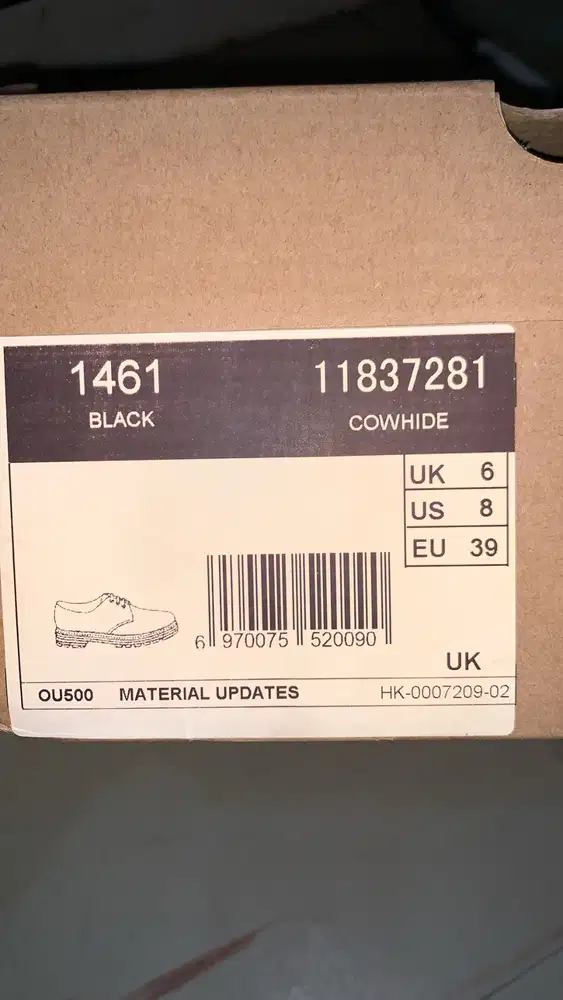 1461 11837281
BLACK COWHIDE
UK 6
US 8
EU 39
6 970075 520090
UK
OU500 MATERIAL UPDATES HK-0007209-02